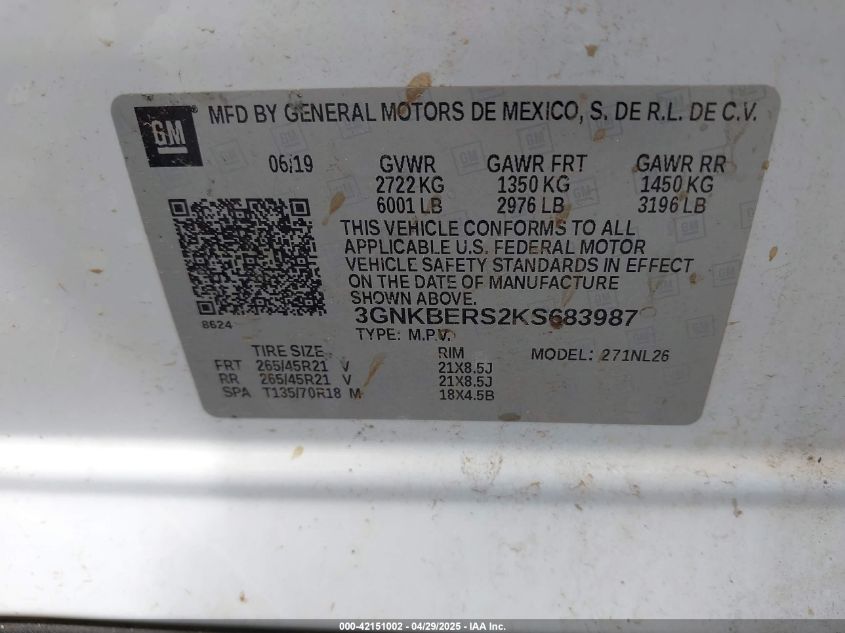 GM
MFD BY GENERAL MOTORS DE MEXICO, S. DE R.L. DE C.V.
06/19 GVWR GAWR FRT GAWR RR
2722 KG 1350 KG 1450 KG
6001 LB 2976 LB 3196 LB
THIS VEHICLE CONFORMS TO ALL
APPLICABLE U.S. FEDERAL MOTOR
VEHICLE SAFETY STANDARDS IN EFFECT
ON THE DATE OF MANUFACTURE
SHOWN ABOVE.
8624
3GNKBERS2KS683987
TYPE: M.P.V.
TIRE SIZE RIM MODEL: 271NL26
FRT 265/45R21 V 21X8.5J
RR 265/45R21 V 21X8.5J
SPA T135/70R18 M 18X4.5B
000-42151002 - 04/29/2025 - IAA Inc.